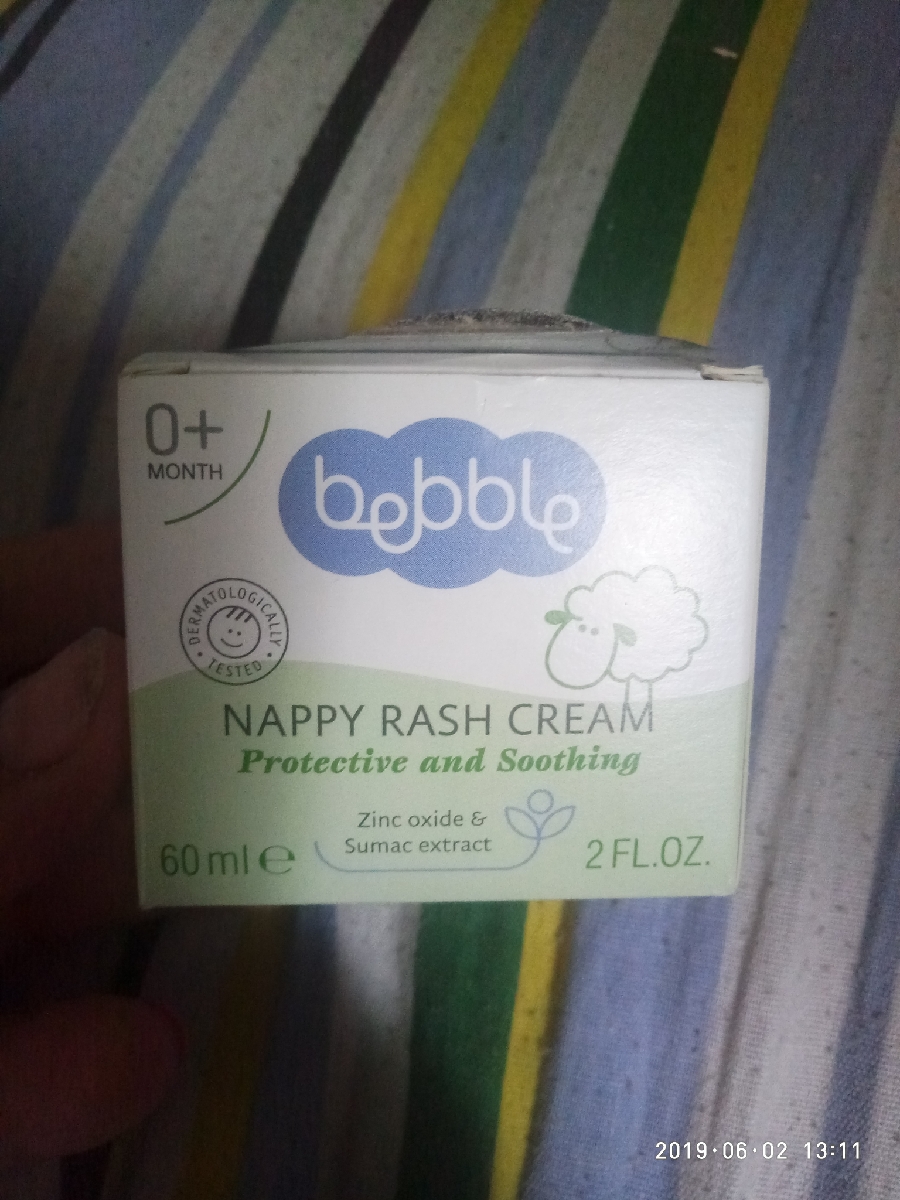 0+
MONTH
bebble
• DERMATOLOGICALLY • TESTED
NAPPY RASH CREAM
Protective and Soothing
Zinc oxide &
Sumac extract
60 ml ℮
2 FL.OZ.
2019·06·02 13:11